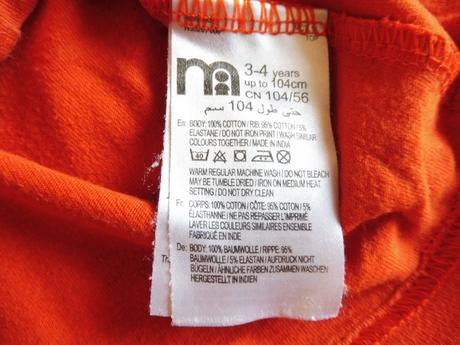 3-4 years
up to 104cm
CN 104/56
حتى طول 104 سم
En: BODY: 100% COTTON / RIB: 95% COTTON / 5%
ELASTANE / DO NOT IRON PRINT / WASH SIMILAR
COLOURS TOGETHER / MADE IN INDIA
40
WARM REGULAR MACHINE WASH / DO NOT BLEACH
MAY BE TUMBLE DRIED / IRON ON MEDIUM HEAT
SETTING / DO NOT DRY CLEAN
Fr: CORPS: 100% COTON / CÔTE: 95% COTON / 5%
ÉLASTHANNE / NE PAS REPASSER L'IMPRIMÉ
LAVER LES COULEURS SIMILAIRES ENSEMBLE
FABRIQUÉ EN INDE
De: BODY: 100% BAUMWOLLE / RIPPE: 95%
BAUMWOLLE / 5% ELASTAN / AUFDRUCK NICHT
BÜGELN / ÄHNLICHE FARBEN ZUSAMMEN WASCHEN
HERGESTELLT IN INDIEN